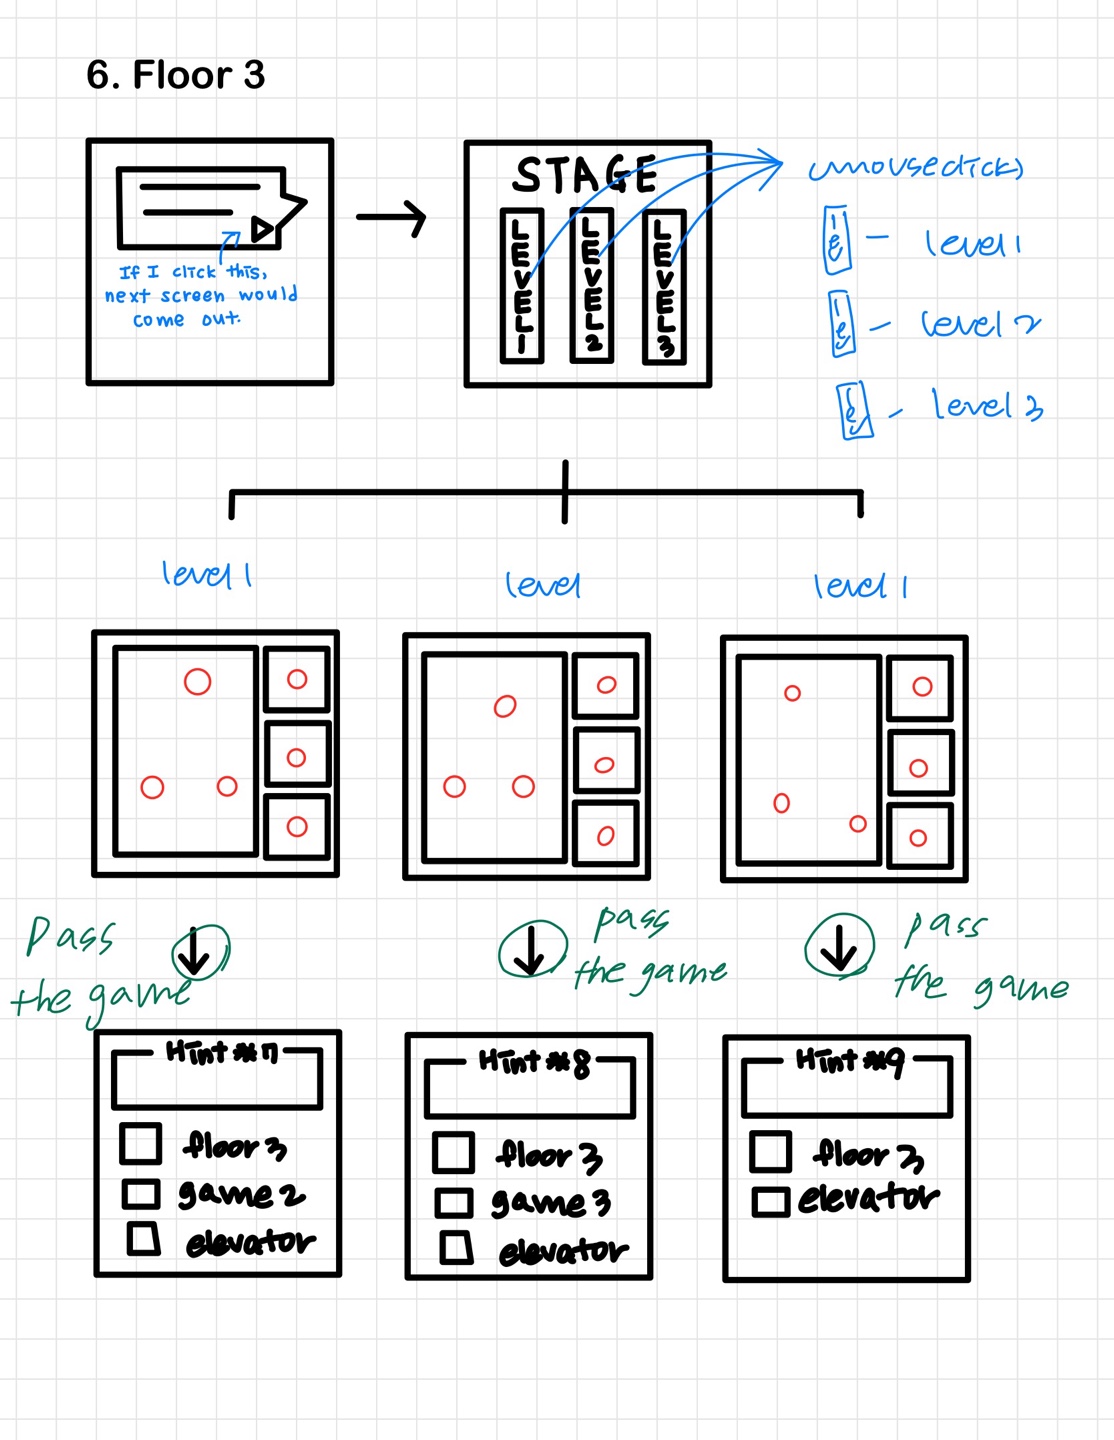 6. Floor 3
If I click this,
next screen would
come out.
STAGE
LEVEL1
LEVEL2
LEVEL3
(mouseclick)
level 1
level 2
level 3
level 1
level
level 1
Pass
the game
pass
the game
pass
the game
Hint #7
floor 3
game 2
elevator
Hint #8
floor 3
game 3
elevator
Hint #9
floor 3
elevator